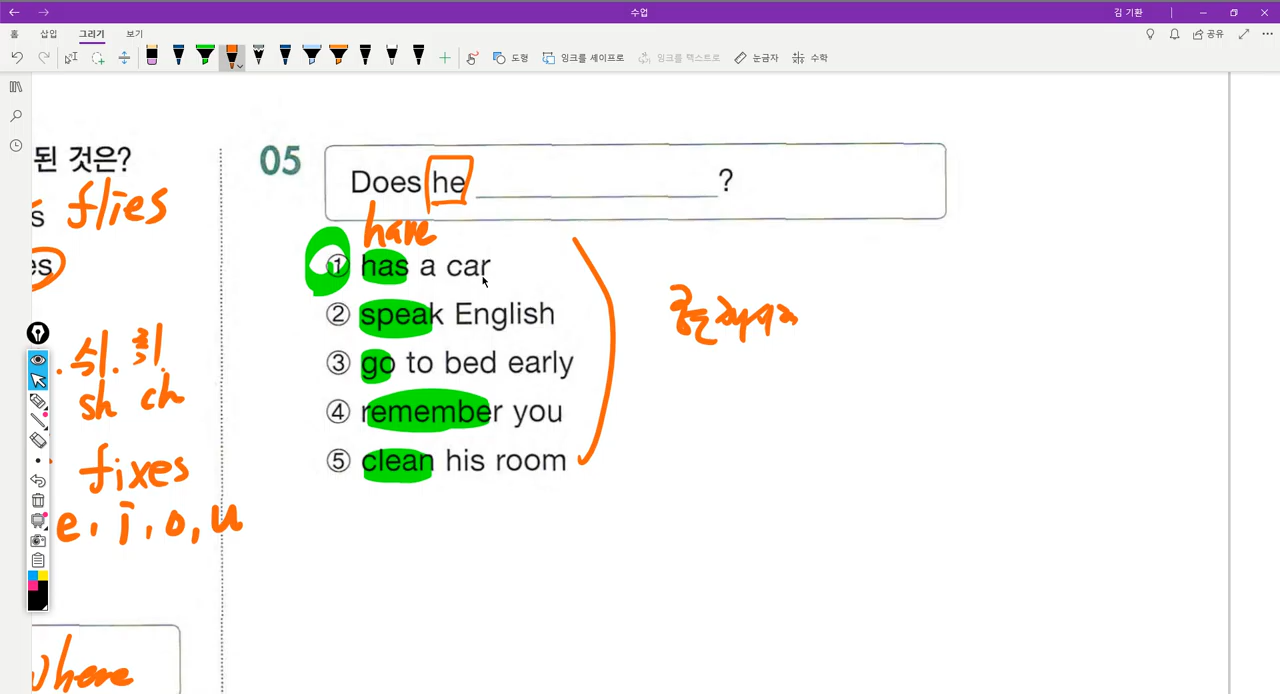 수업
김 기환
홈 삽입 그리기 보기
공유
도형 잉크를 셰이프로 잉크를 텍스트로 눈금자 수학
된 것은?
s flies
es
쉬. 취.
sh ch
fixes
e, i, o, u
where
05
Does he ____________ ?
have
① has a car
② speak English
③ go to bed early
④ remember you
⑤ clean his room